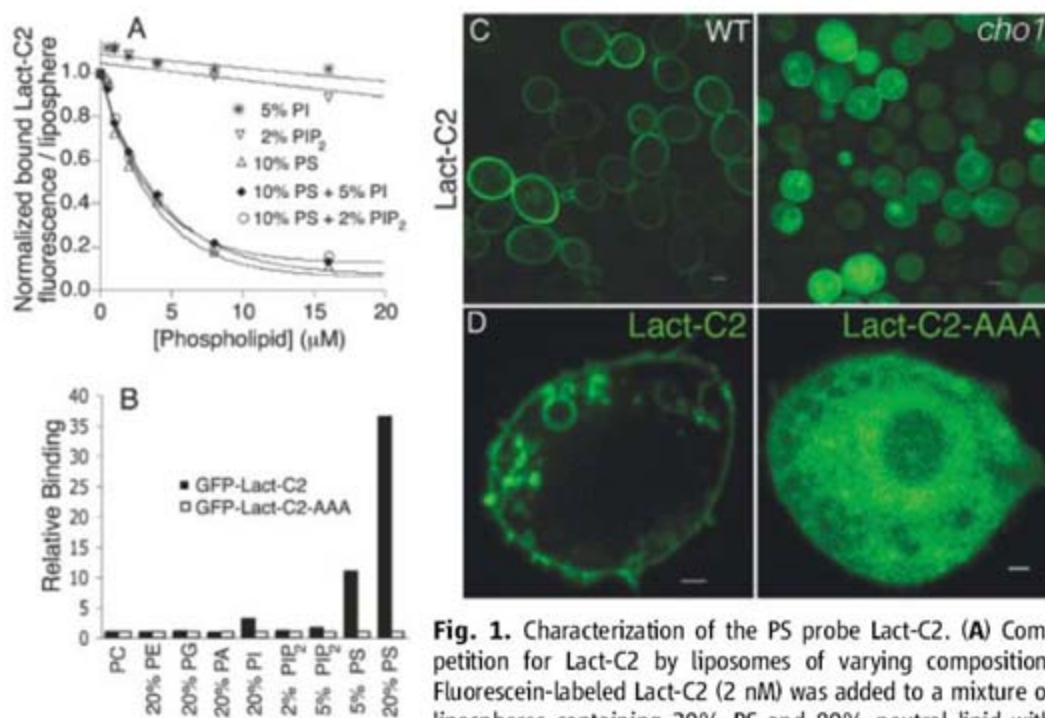 A
Normalized bound Lact-C2
fluorescence / liposphere
1.0
0.8
0.6
0.4
0.2
0.0
0 5 10 15 20
[Phospholipid] (μM)
5% PI
2% PIP2
10% PS
10% PS + 5% PI
10% PS + 2% PIP2
B
Relative Binding
40
35
30
25
20
15
10
5
0
GFP-Lact-C2
GFP-Lact-C2-AAA
PC
20% PE
20% PG
20% PA
20% PI
2% PIP2
5% PIP2
5% PS
20% PS
C
WT
cho1
Lact-C2
D
Lact-C2
Lact-C2-AAA
Fig. 1. Characterization of the PS probe Lact-C2. (A) Com
petition for Lact-C2 by liposomes of varying composition
Fluorescein-labeled Lact-C2 (2 nM) was added to a mixture o